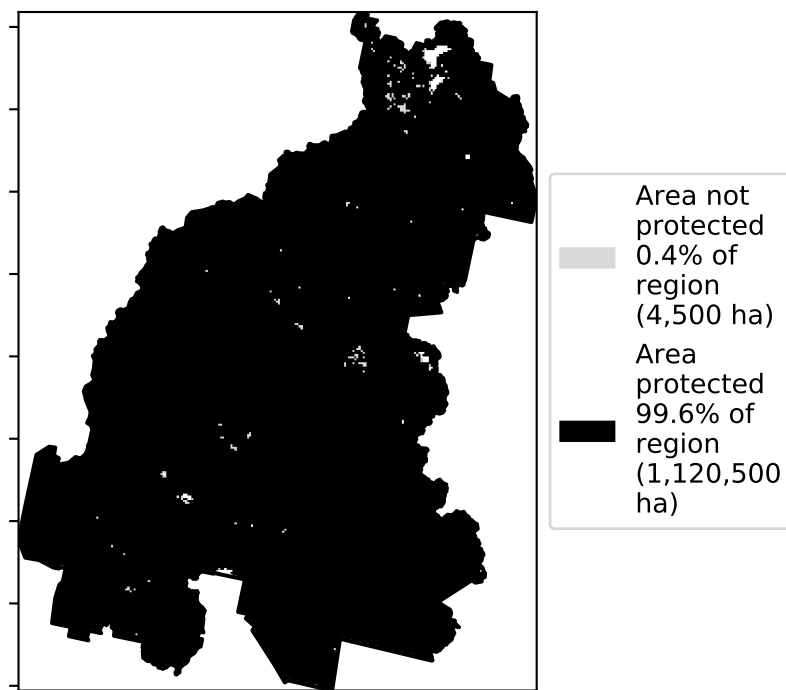 Area not
protected
0.4% of
region
(4,500 ha)
Area
protected
99.6% of
region
(1,120,500
ha)